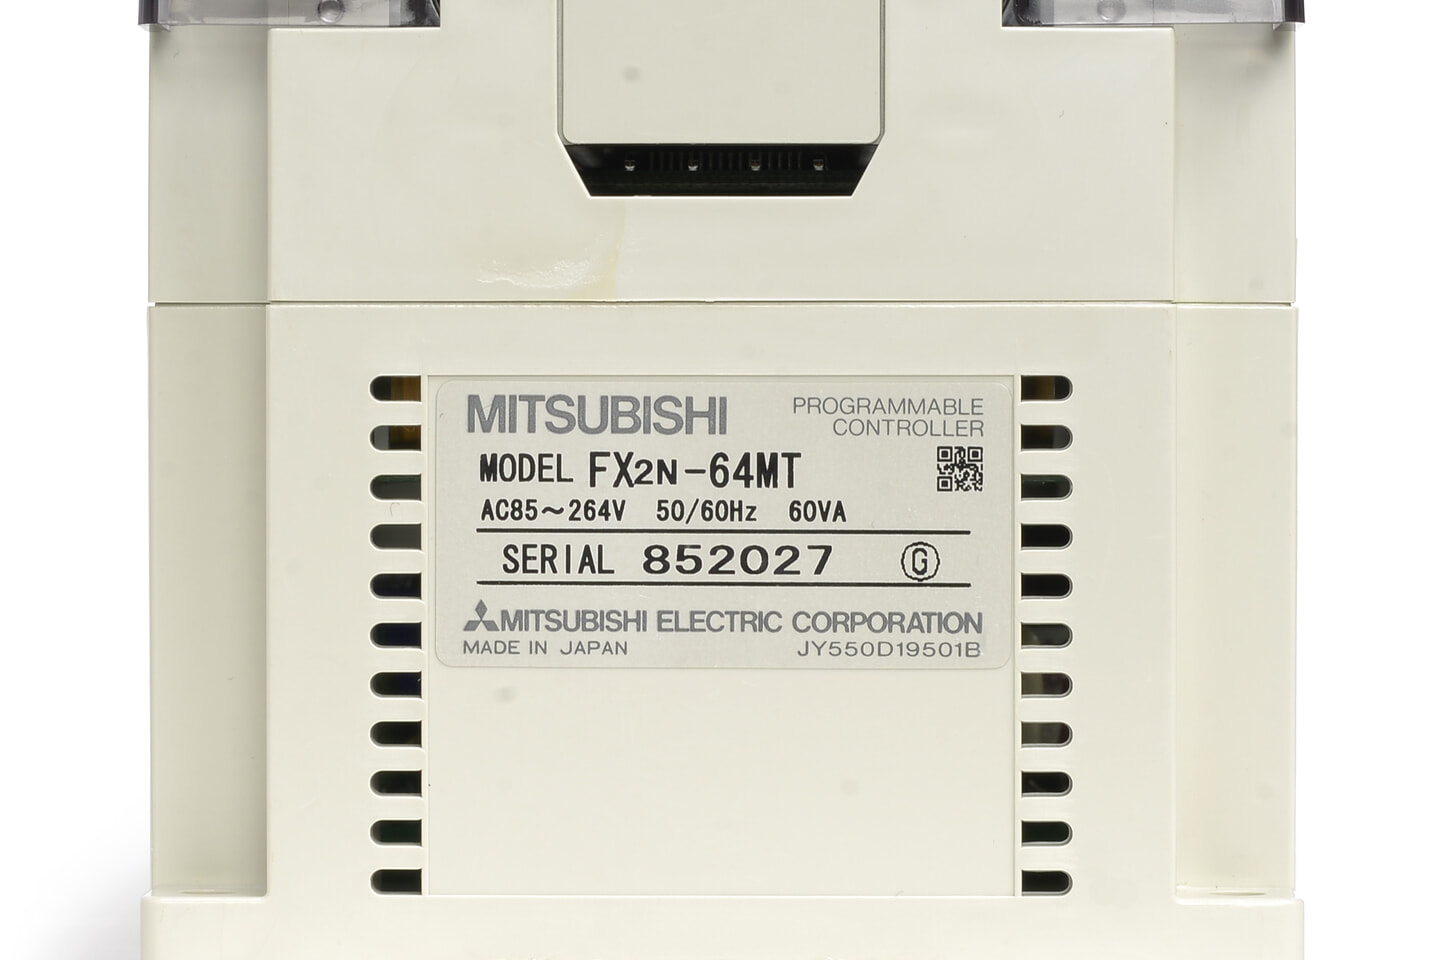 MITSUBISHI
PROGRAMMABLE
CONTROLLER
MODEL FX2N-64MT
AC85~264V 50/60Hz 60VA
SERIAL 852027 G
MITSUBISHI ELECTRIC CORPORATION
MADE IN JAPAN JY550D19501B